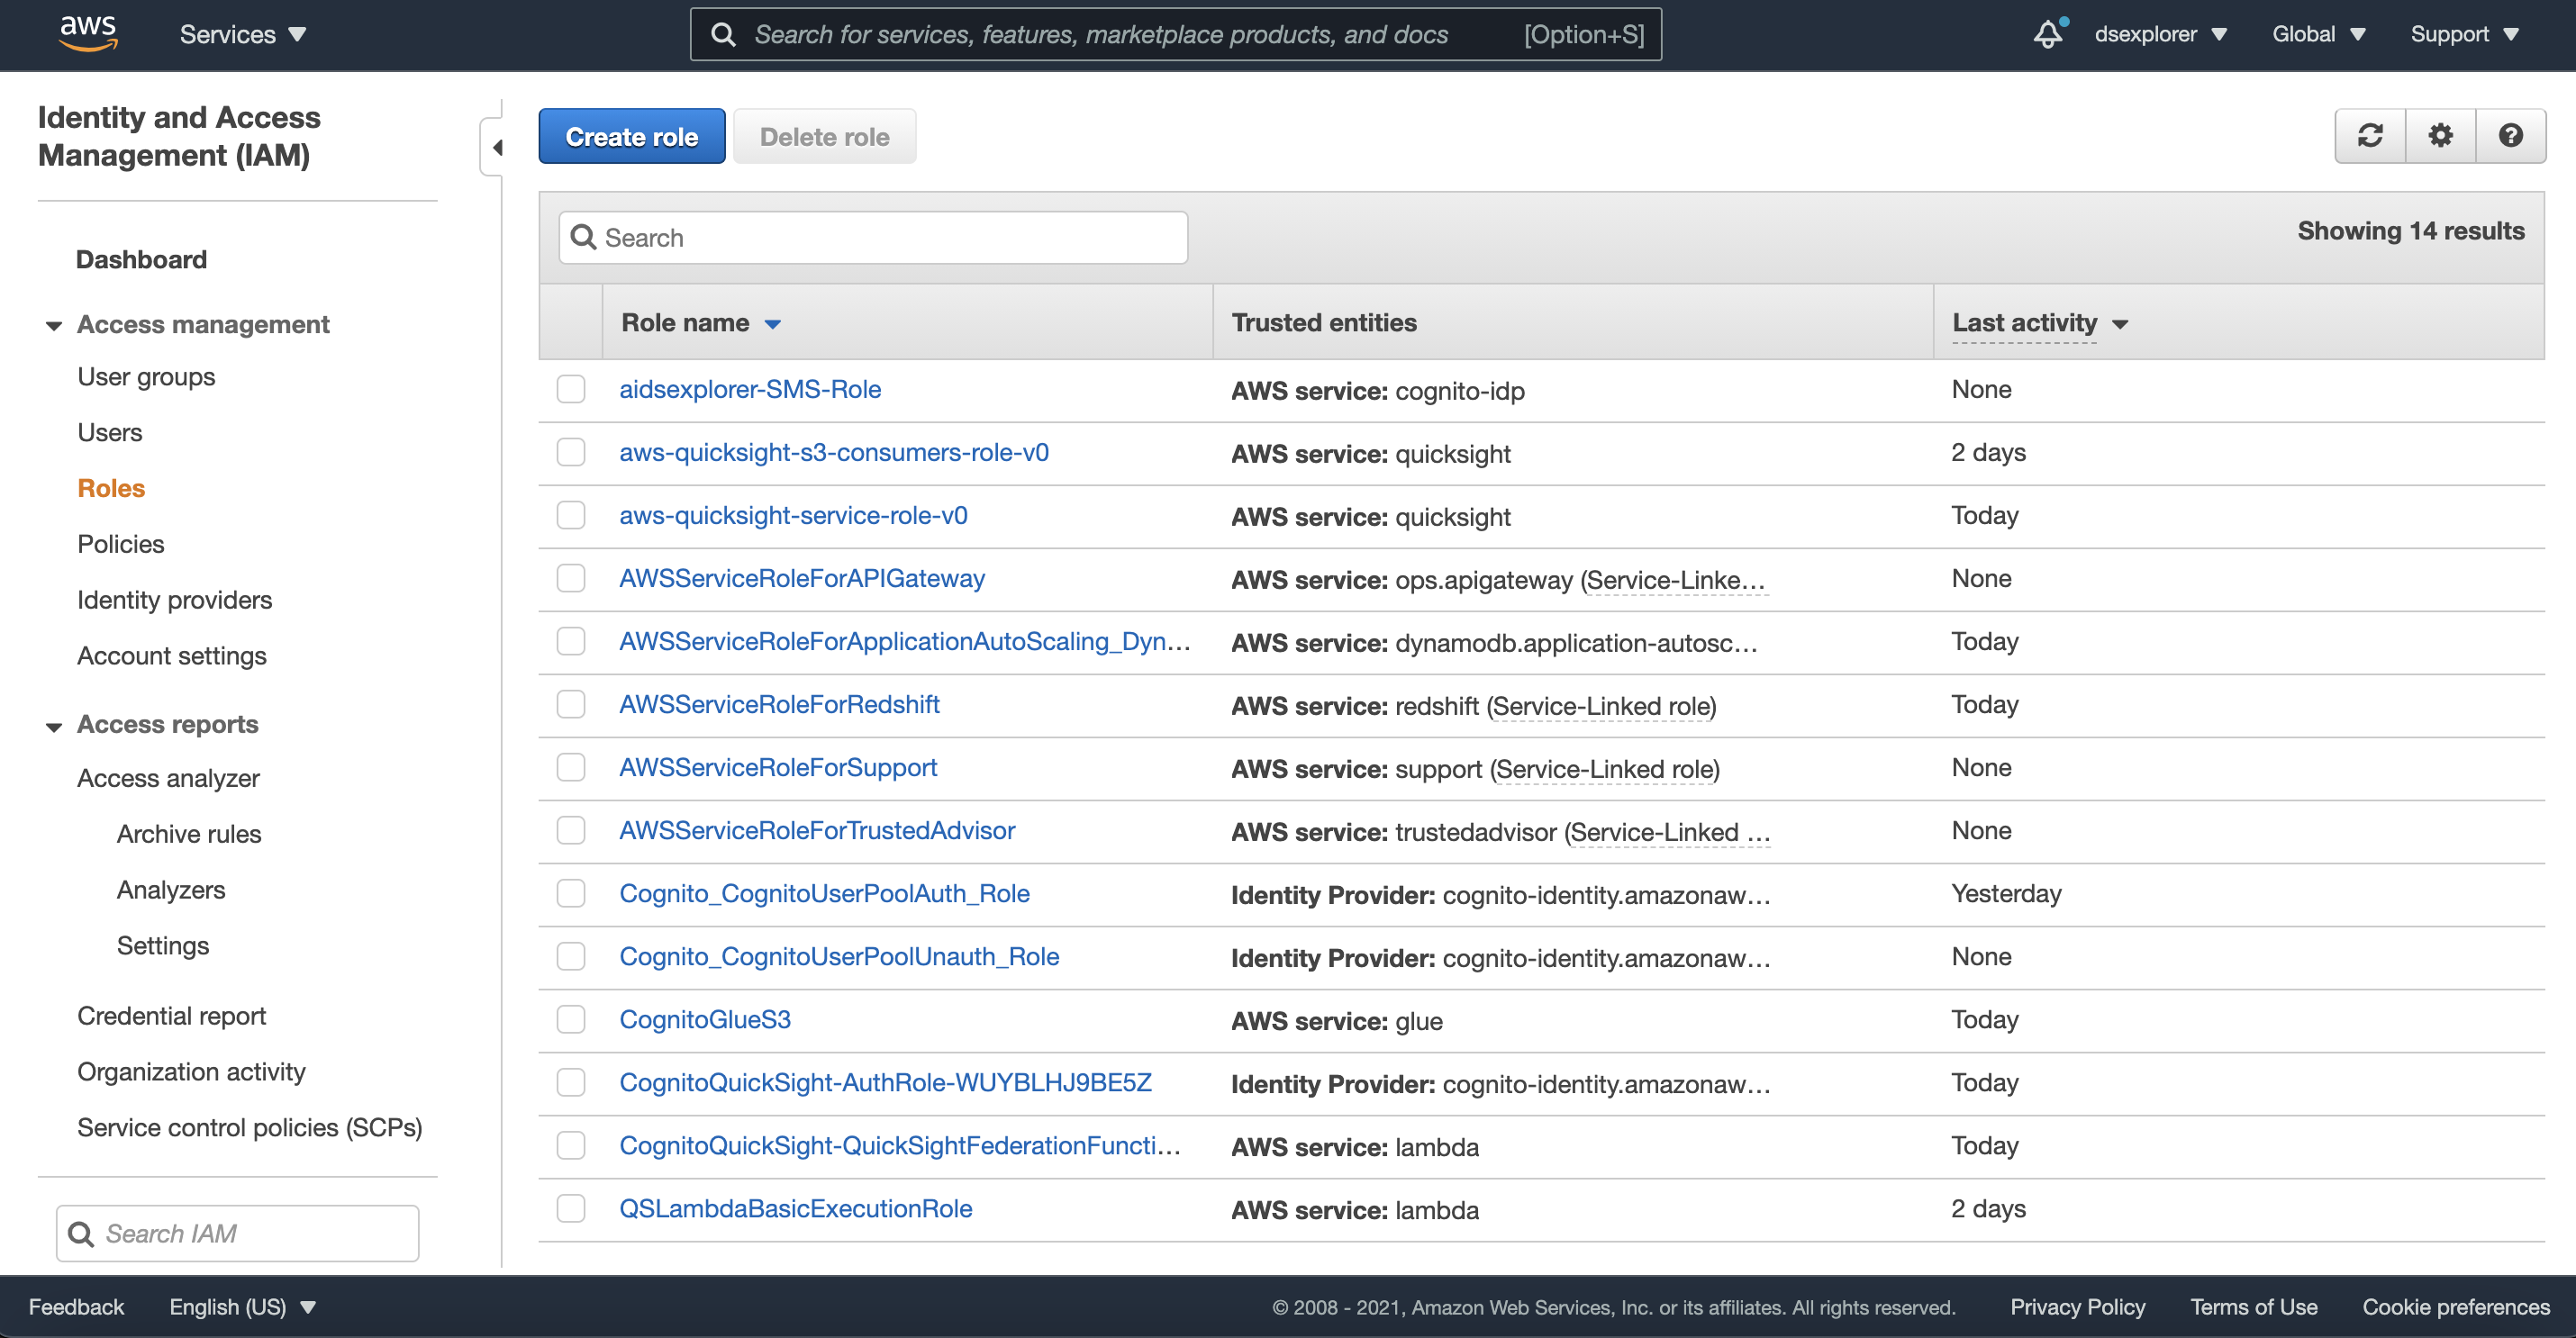 aws Services Search for services, features, marketplace products, and docs [Option+S] dsexplorer Global Support
Identity and Access
Management (IAM)
Dashboard
Access management
User groups
Users
Roles
Policies
Identity providers
Account settings
Access reports
Access analyzer
Archive rules
Analyzers
Settings
Credential report
Organization activity
Service control policies (SCPs)
Search IAM
Create role Delete role
Search Showing 14 results
Role name Trusted entities Last activity
aidsexplorer-SMS-Role AWS service: cognito-idp None
aws-quicksight-s3-consumers-role-v0 AWS service: quicksight 2 days
aws-quicksight-service-role-v0 AWS service: quicksight Today
AWSServiceRoleForAPIGateway AWS service: ops.apigateway (Service-Linke... None
AWSServiceRoleForApplicationAutoScaling_Dyn... AWS service: dynamodb.application-autosc... Today
AWSServiceRoleForRedshift AWS service: redshift (Service-Linked role) Today
AWSServiceRoleForSupport AWS service: support (Service-Linked role) None
AWSServiceRoleForTrustedAdvisor AWS service: trustedadvisor (Service-Linked ... None
Cognito_CognitoUserPoolAuth_Role Identity Provider: cognito-identity.amazonaw... Yesterday
Cognito_CognitoUserPoolUnauth_Role Identity Provider: cognito-identity.amazonaw... None
CognitoGlueS3 AWS service: glue Today
CognitoQuickSight-AuthRole-WUYBLHJ9BE5Z Identity Provider: cognito-identity.amazonaw... Today
CognitoQuickSight-QuickSightFederationFuncti... AWS service: lambda Today
QSLambdaBasicExecutionRole AWS service: lambda 2 days
Feedback English (US) © 2008 - 2021, Amazon Web Services, Inc. or its affiliates. All rights reserved. Privacy Policy Terms of Use Cookie preferences